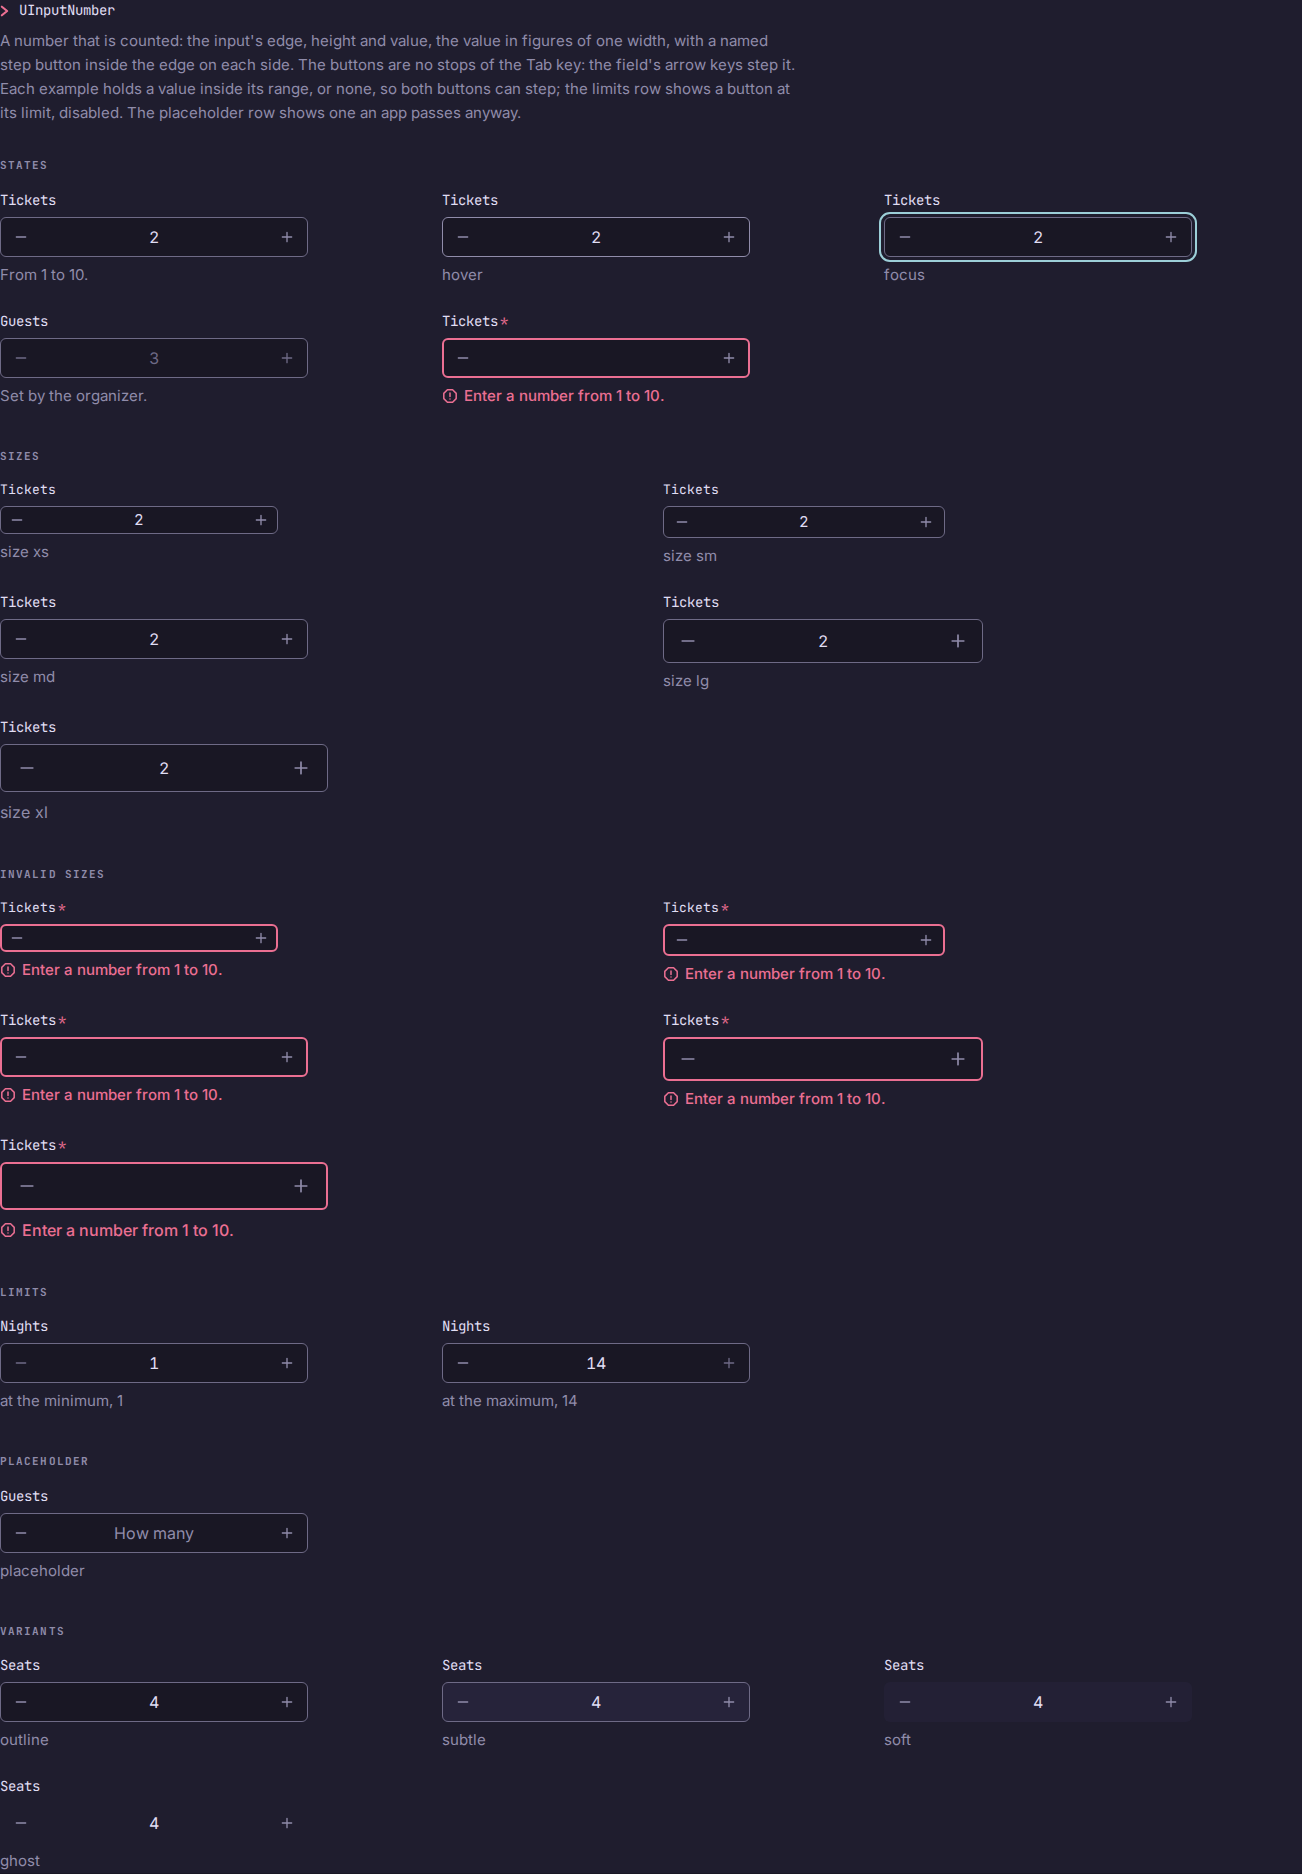 UInputNumber
A number that is counted: the input's edge, height and value, the value in figures of one width, with a named
step button inside the edge on each side. The buttons are no stops of the Tab key: the field's arrow keys step it.
Each example holds a value inside its range, or none, so both buttons can step; the limits row shows a button at
its limit, disabled. The placeholder row shows one an app passes anyway.
STATES
Tickets Tickets Tickets
− 2 + − 2 + − 2 +
From 1 to 10. hover focus
Guests Tickets*
− 3 + − +
Set by the organizer. Enter a number from 1 to 10.
SIZES
Tickets Tickets
− 2 + − 2 +
size xs size sm
Tickets Tickets
− 2 + − 2 +
size md size lg
Tickets
− 2 +
size xl
INVALID SIZES
Tickets* Tickets*
− + − +
Enter a number from 1 to 10. Enter a number from 1 to 10.
Tickets* Tickets*
− + − +
Enter a number from 1 to 10. Enter a number from 1 to 10.
Tickets*
− +
Enter a number from 1 to 10.
LIMITS
Nights Nights
− 1 + − 14 +
at the minimum, 1 at the maximum, 14
PLACEHOLDER
Guests
− How many +
placeholder
VARIANTS
Seats Seats Seats
− 4 + − 4 + − 4 +
outline subtle soft
Seats
− 4 +
ghost